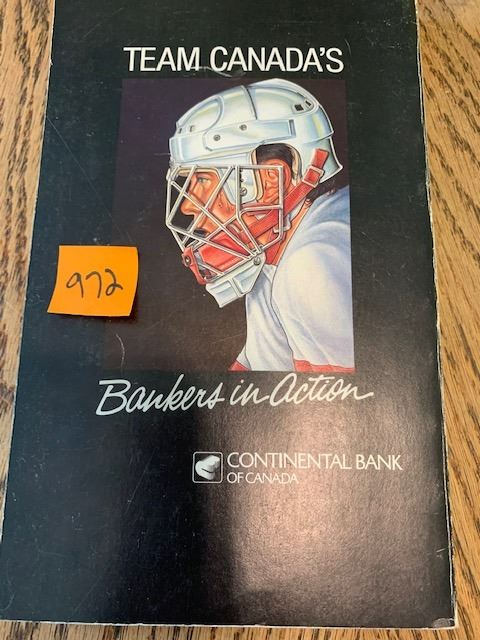 TEAM CANADA'S
972
Bankers in Action
CONTINENTAL BANK
OF CANADA